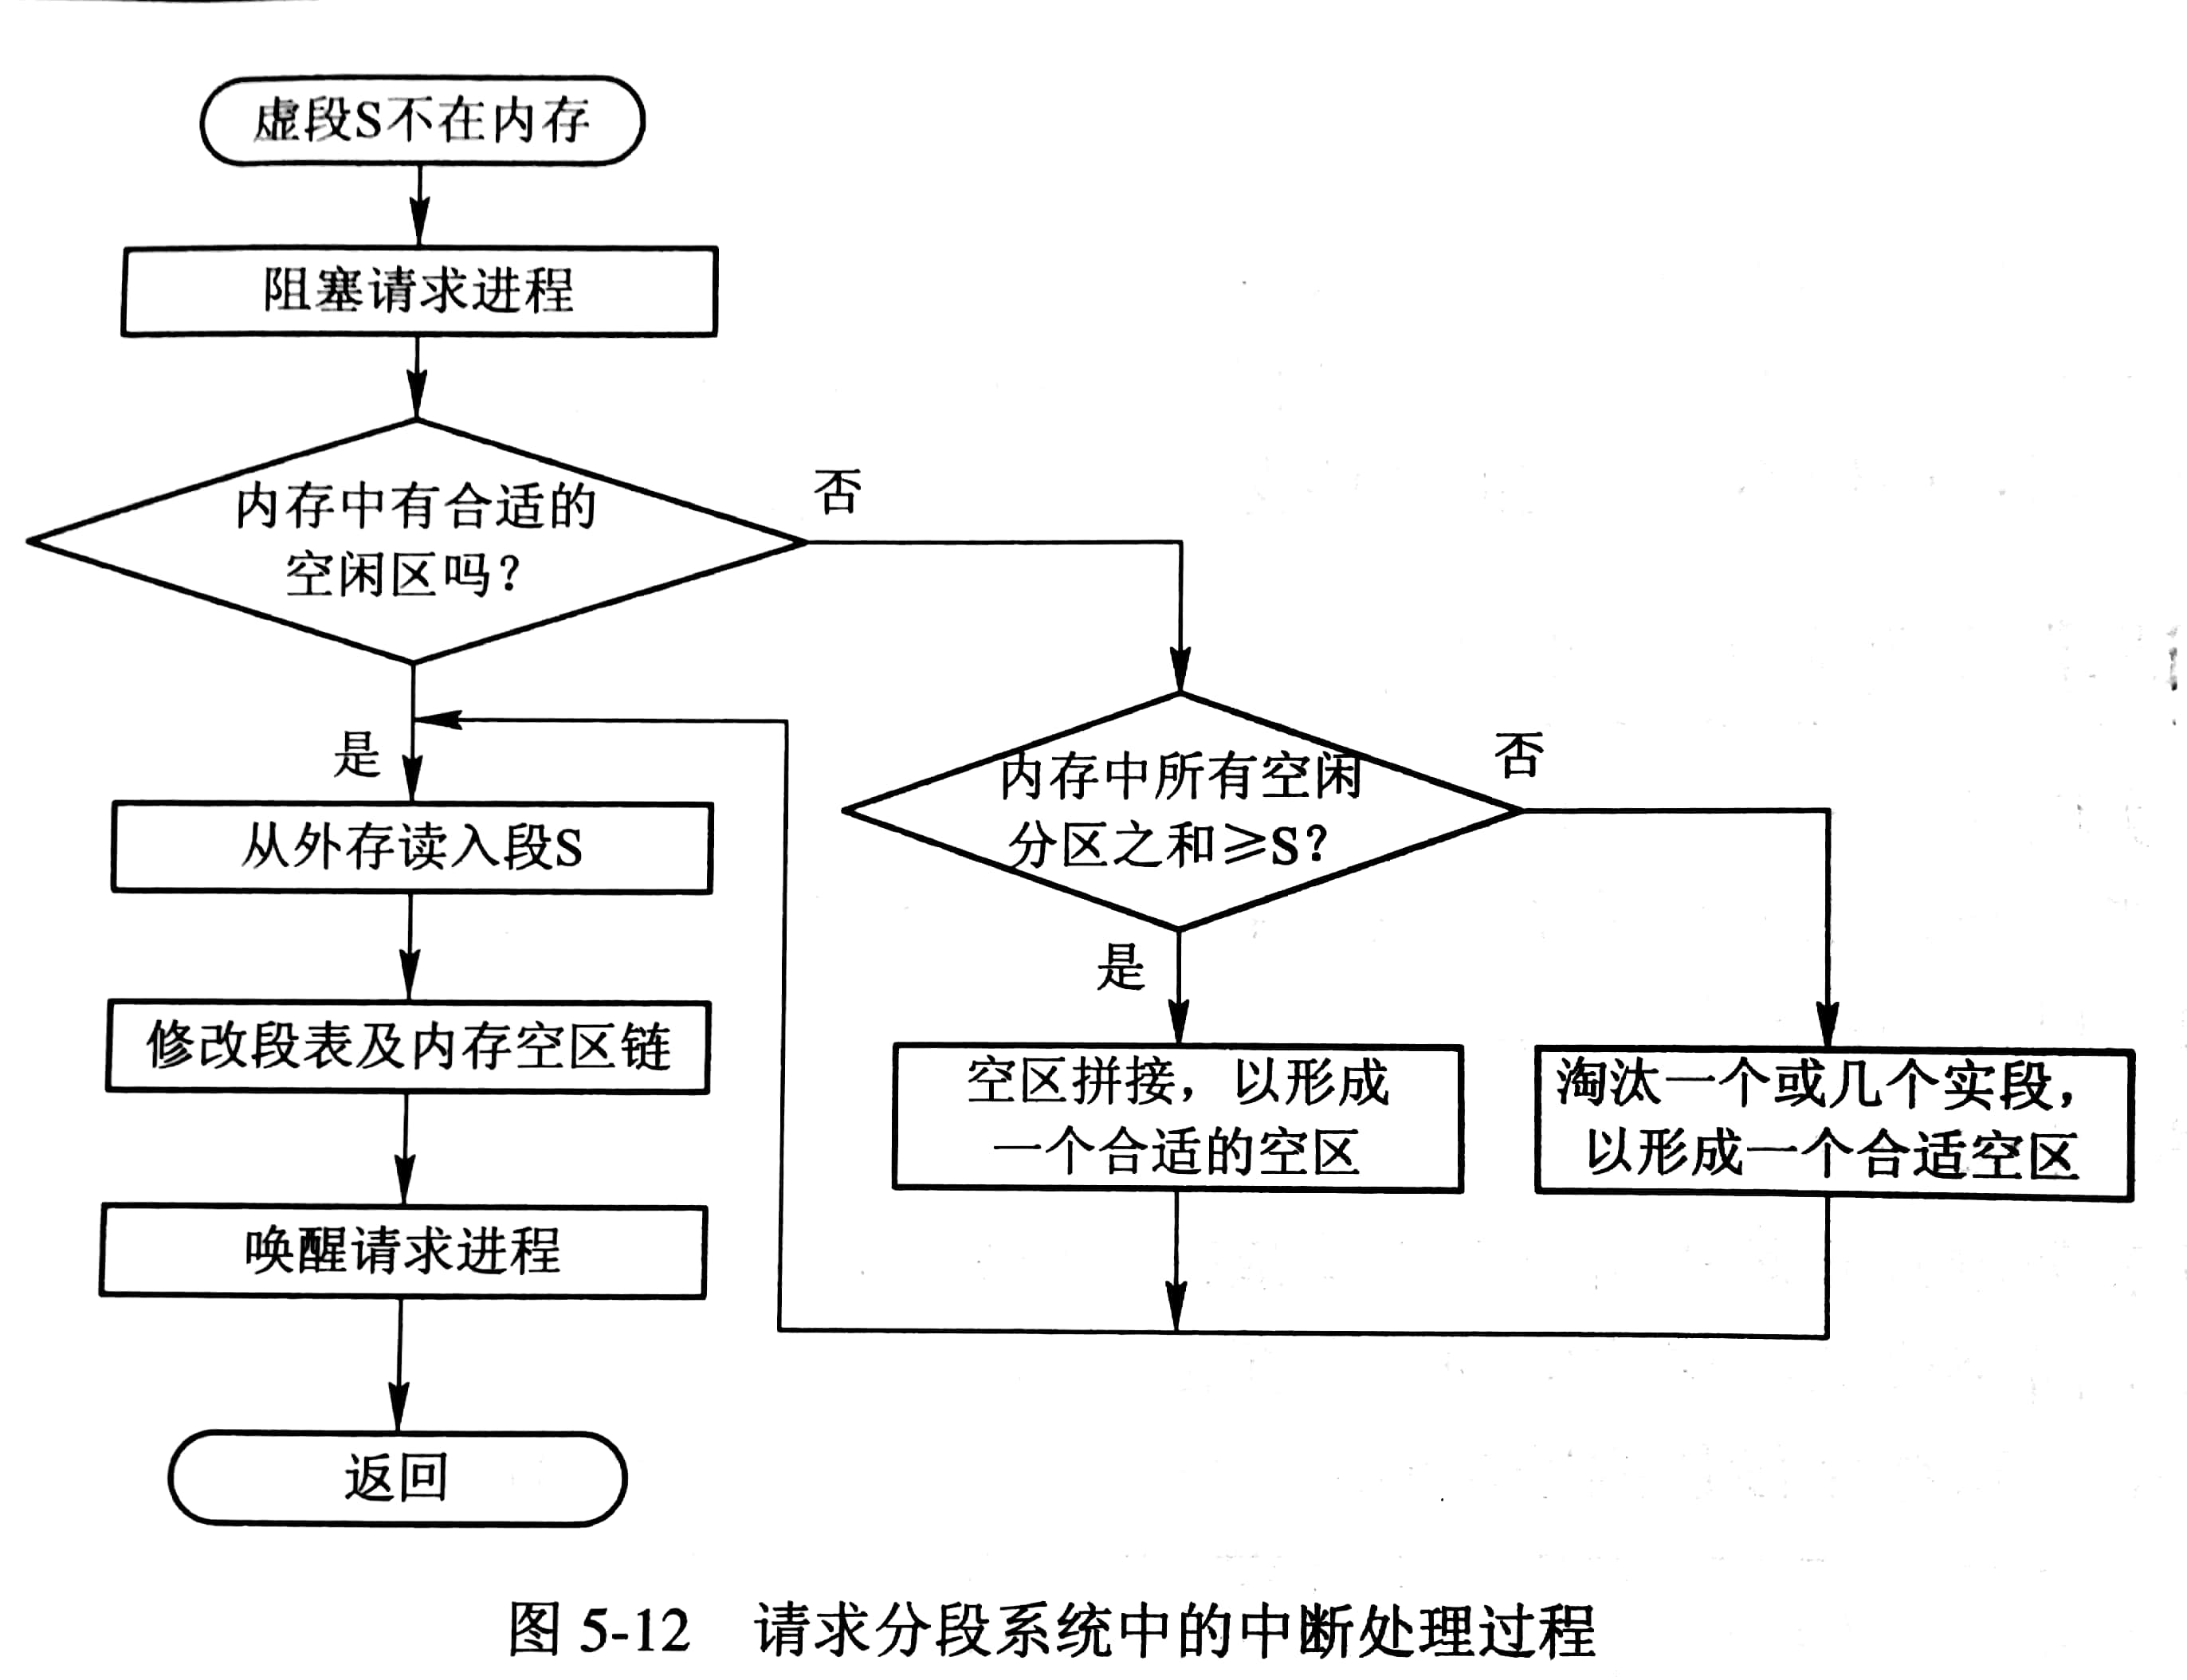 虚段S不在内存
阻塞请求进程
内存中有合适的
空闲区吗？
否
是
从外存读入段S
修改段表及内存空区链
唤醒请求进程
返回
内存中所有空闲
分区之和≥S？
否
是
空区拼接，以形成
一个合适的空区
淘汰一个或几个实段，
以形成一个合适空区
图 5-12 请求分段系统中的中断处理过程